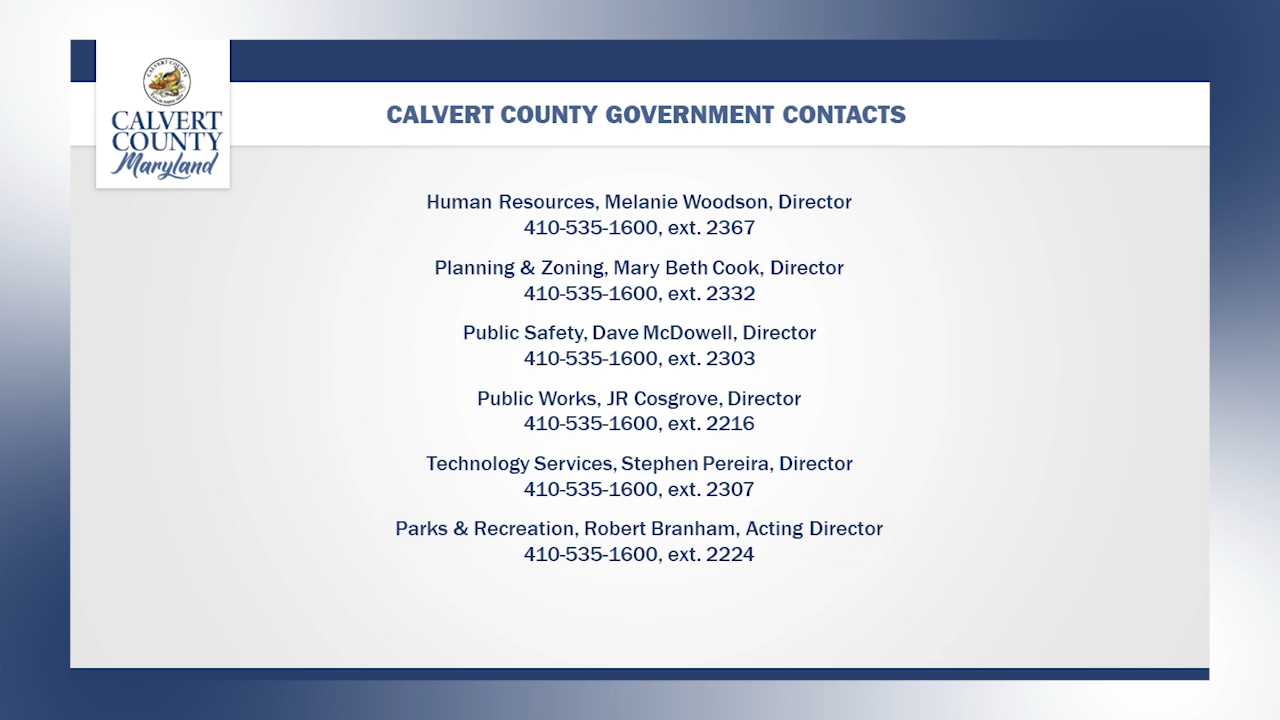 CALVERT COUNTY
CALVERT
COUNTY
Maryland
CALVERT COUNTY GOVERNMENT CONTACTS
Human Resources, Melanie Woodson, Director
410-535-1600, ext. 2367
Planning & Zoning, Mary Beth Cook, Director
410-535-1600, ext. 2332
Public Safety, Dave McDowell, Director
410-535-1600, ext. 2303
Public Works, JR Cosgrove, Director
410-535-1600, ext. 2216
Technology Services, Stephen Pereira, Director
410-535-1600, ext. 2307
Parks & Recreation, Robert Branham, Acting Director
410-535-1600, ext. 2224